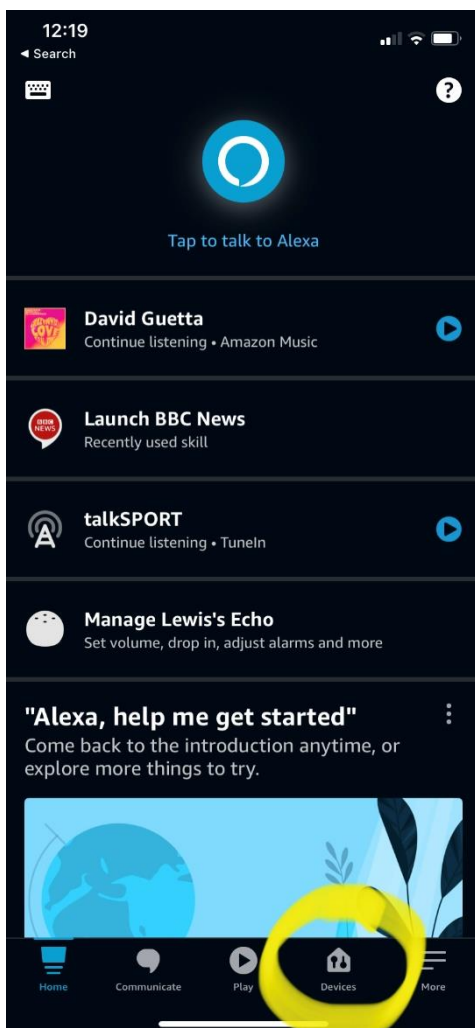 12:19
◀ Search
?
Tap to talk to Alexa
David Guetta
Continue listening • Amazon Music
BBC
NEWS
Launch BBC News
Recently used skill
talkSPORT
Continue listening • TuneIn
Manage Lewis's Echo
Set volume, drop in, adjust alarms and more
"Alexa, help me get started"
Come back to the introduction anytime, or
explore more things to try.
Home Communicate Play Devices More